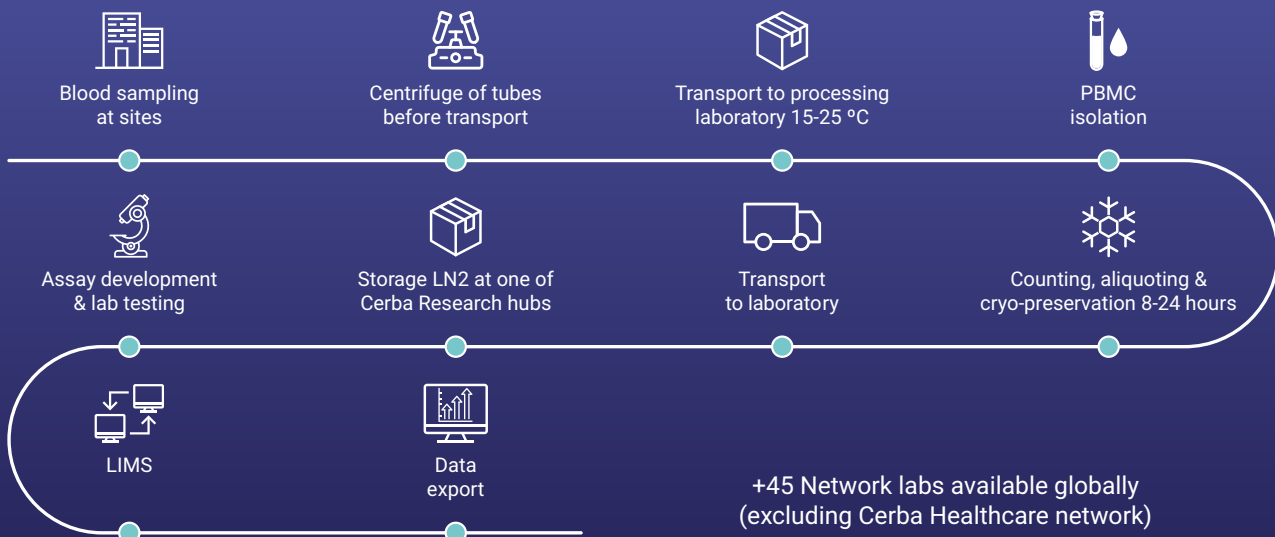 Blood sampling
at sites
Centrifuge of tubes
before transport
Transport to processing
laboratory 15-25 ºC
PBMC
isolation
Counting, aliquoting &
cryo-preservation 8-24 hours
Transport
to laboratory
Storage LN2 at one of
Cerba Research hubs
Assay development
& lab testing
LIMS
Data
export
+45 Network labs available globally
(excluding Cerba Healthcare network)